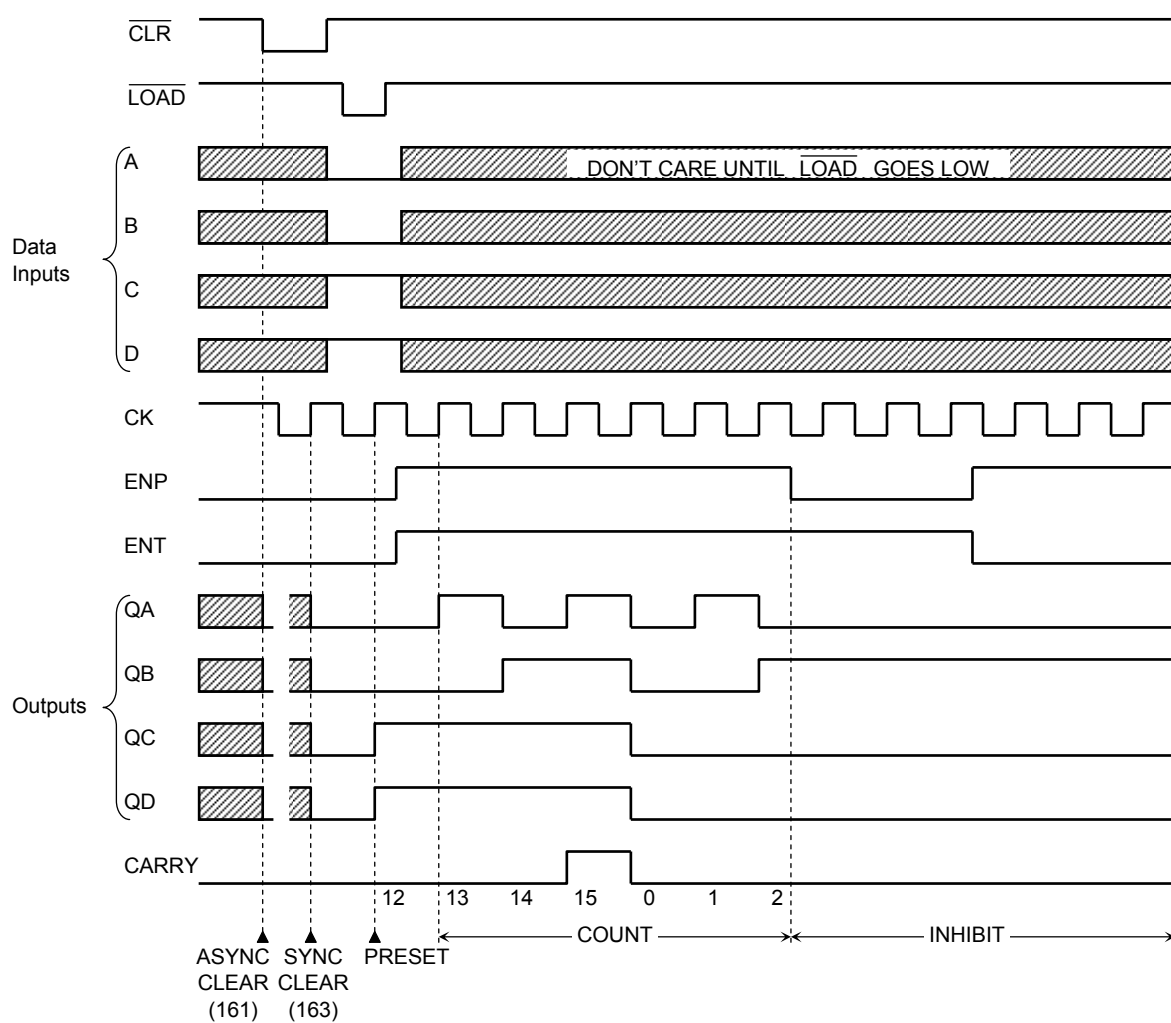 CLR
LOAD
A
DON'T CARE UNTIL LOAD GOES LOW
B
Data
Inputs
C
D
CK
ENP
ENT
QA
QB
Outputs
QC
QD
CARRY
12 13 14 15 0 1 2
COUNT
INHIBIT
ASYNC
CLEAR
(161)
SYNC
CLEAR
(163)
PRESET